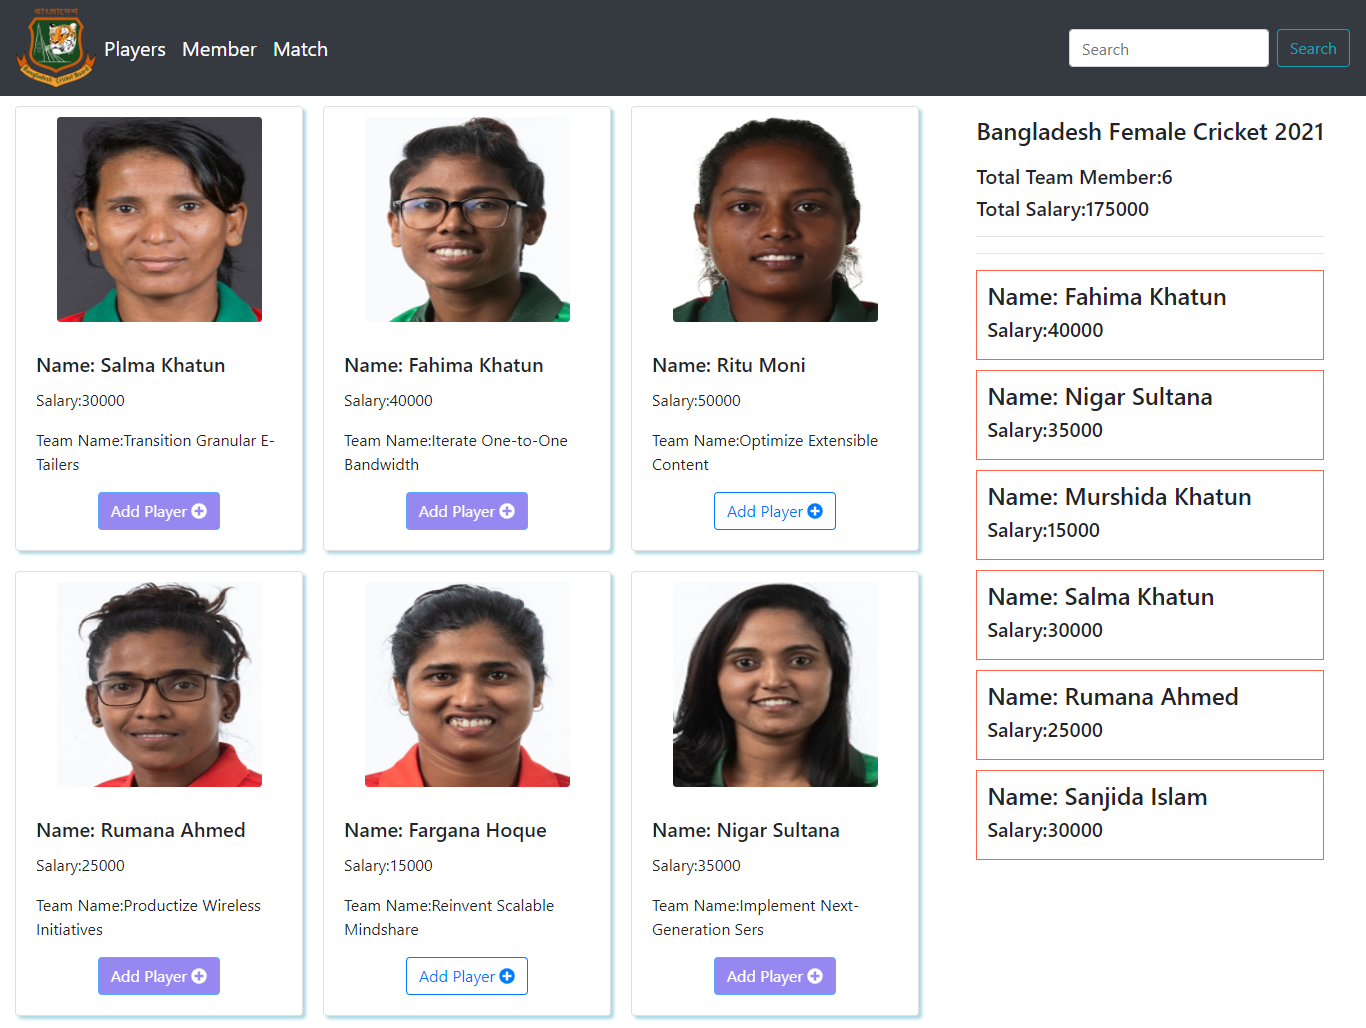 বাংলাদেশ
Bangladesh Cricket Board
Players Member Match
Search
Search
Name: Salma Khatun
Salary:30000
Team Name:Transition Granular E-
Tailers
Add Player
Name: Fahima Khatun
Salary:40000
Team Name:Iterate One-to-One
Bandwidth
Add Player
Name: Ritu Moni
Salary:50000
Team Name:Optimize Extensible
Content
Add Player
Name: Rumana Ahmed
Salary:25000
Team Name:Productize Wireless
Initiatives
Add Player
Name: Fargana Hoque
Salary:15000
Team Name:Reinvent Scalable
Mindshare
Add Player
Name: Nigar Sultana
Salary:35000
Team Name:Implement Next-
Generation Sers
Add Player
Bangladesh Female Cricket 2021
Total Team Member:6
Total Salary:175000
Name: Fahima Khatun
Salary:40000
Name: Nigar Sultana
Salary:35000
Name: Murshida Khatun
Salary:15000
Name: Salma Khatun
Salary:30000
Name: Rumana Ahmed
Salary:25000
Name: Sanjida Islam
Salary:30000